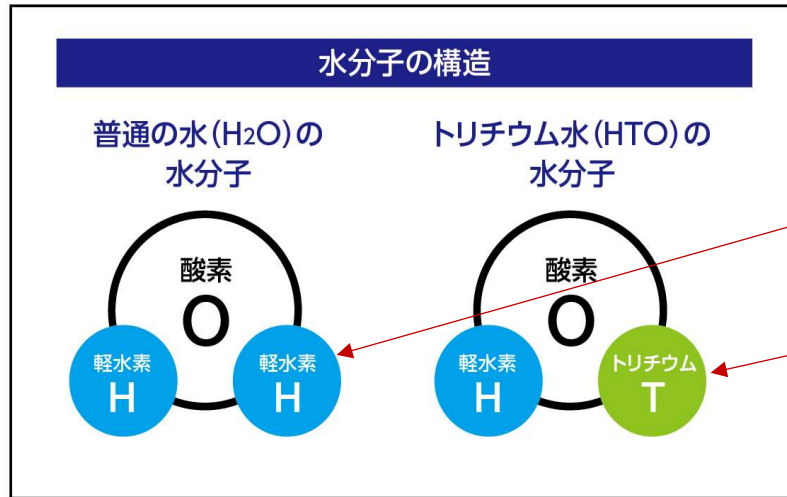 水分子の構造
普通の水(H2O)の
水分子
トリチウム水(HTO)の
水分子
酸素
O
軽水素
H
軽水素
H
酸素
O
軽水素
H
トリチウム
T